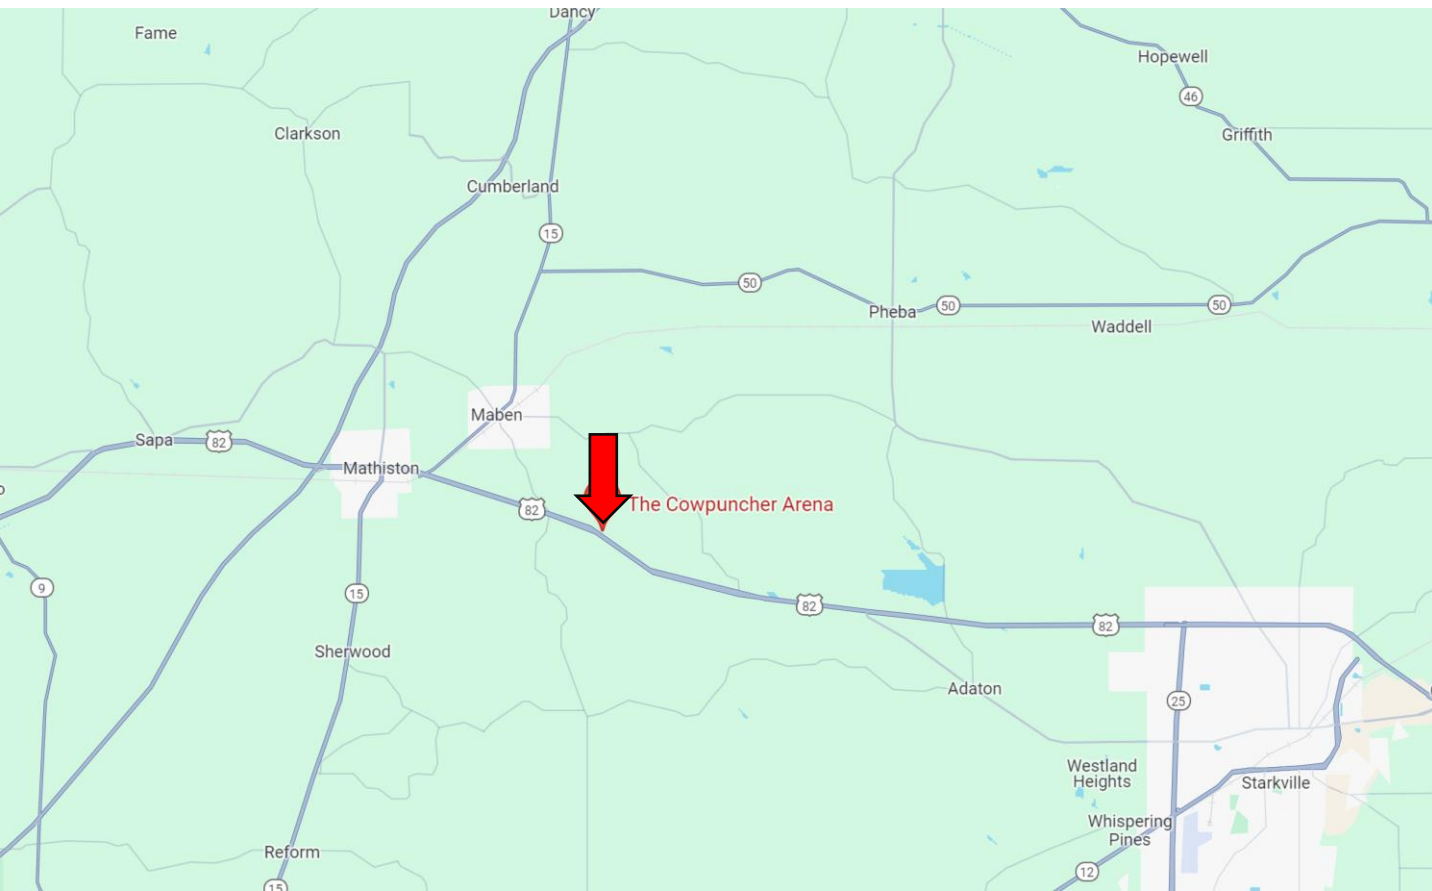 Dancy
Fame
Hopewell
46
Clarkson
Griffith
Cumberland
15
50
Pheba
50
50
Waddell
Maben
Sapa
82
Mathiston
82
The Cowpuncher Arena
9
15
82
82
Sherwood
Adaton
25
Westland
Heights
Starkville
Whispering
Pines
Reform
12
15